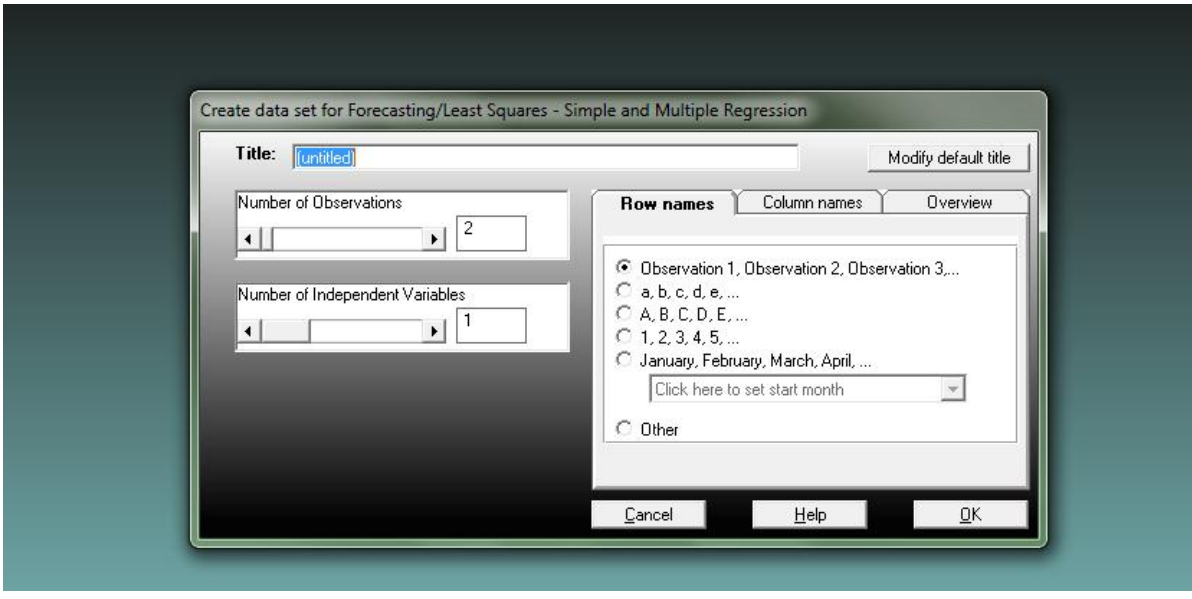 Create data set for Forecasting/Least Squares - Simple and Multiple Regression
Title: (untitled)
Modify default title
Number of Observations
2
Number of Independent Variables
1
Row names
Column names
Overview
Observation 1, Observation 2, Observation 3,...
a, b, c, d, e, ...
A, B, C, D, E, ...
1, 2, 3, 4, 5, ...
January, February, March, April, ...
Click here to set start month
Other
Cancel
Help
OK